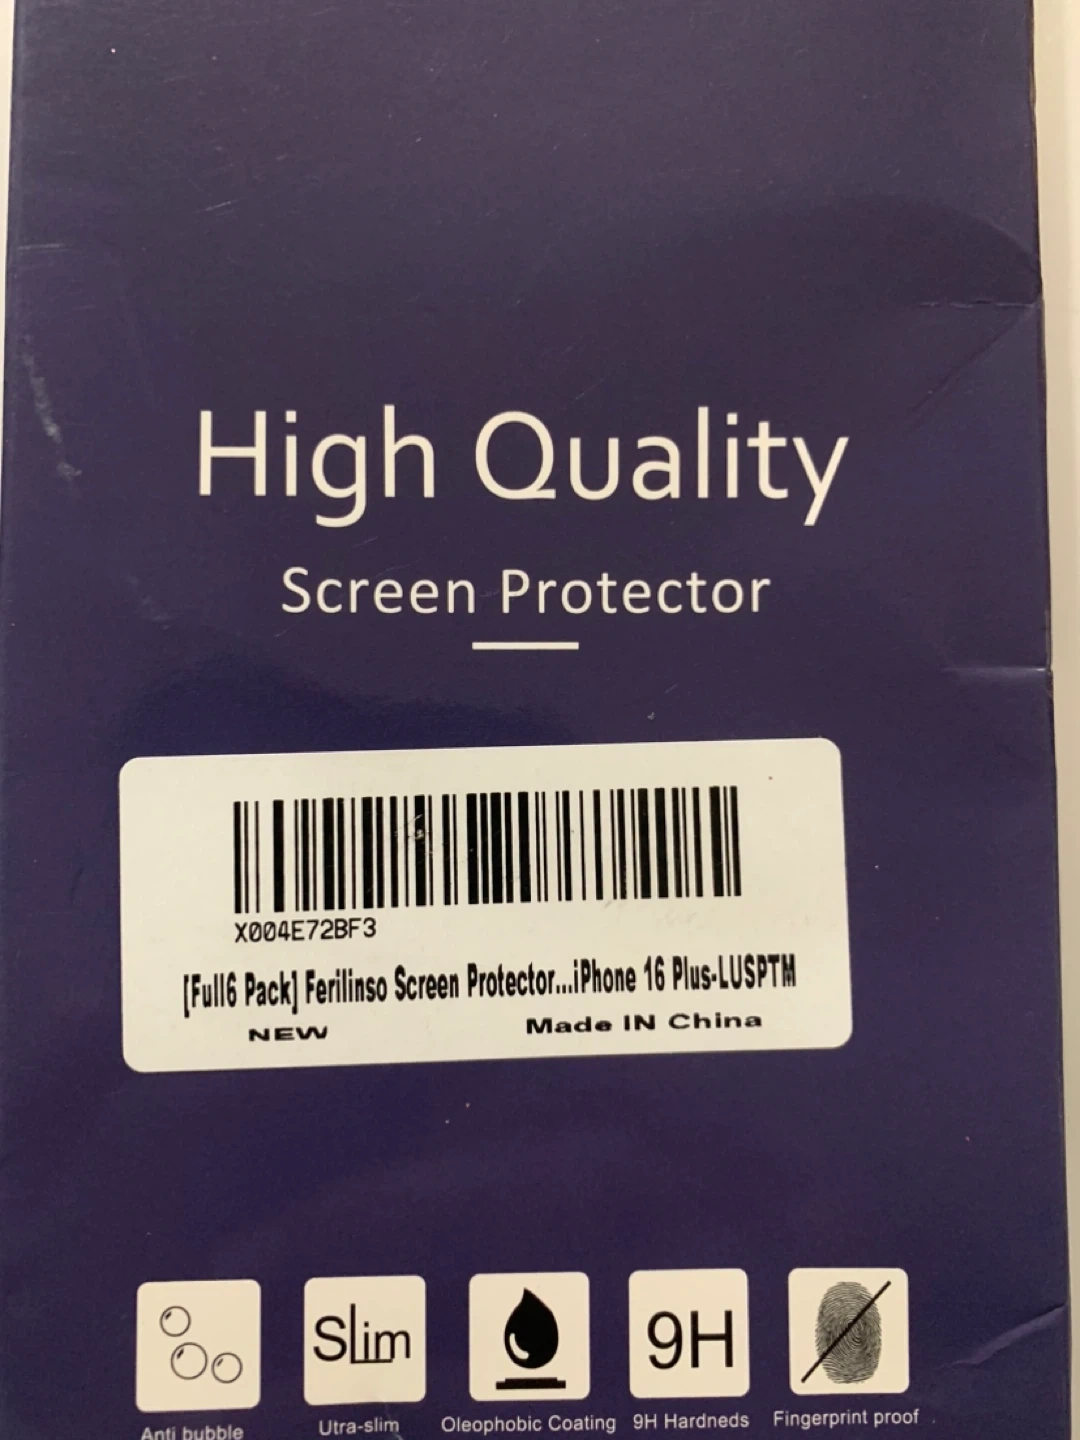 High Quality
Screen Protector
X004E72BF3
[Full6 Pack] Ferilinso Screen Protector...iPhone 16 Plus-LUSPTM
NEW Made IN China
Slim 9H
Anti bubble Utra-slim Oleophobic Coating 9H Hardneds Fingerprint proof